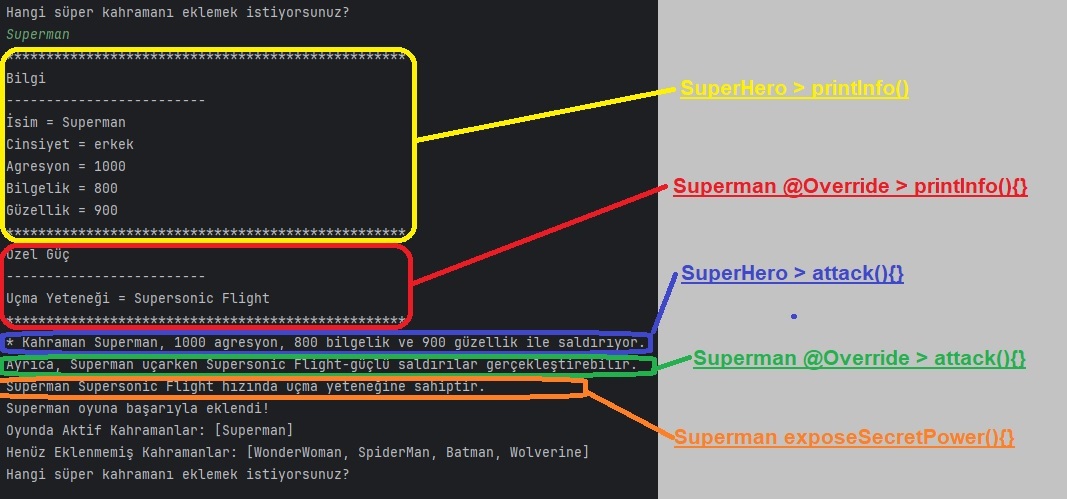 Hangi süper kahramanı eklemek istiyorsunuz?
Superman
**************************************************
Bilgi
-------------------------
İsim = Superman
Cinsiyet = erkek
Agresyon = 1000
Bilgelik = 800
Güzellik = 900
**************************************************
Özel Güç
-------------------------
Uçma Yeteneği = Supersonic Flight
**************************************************
* Kahraman Superman, 1000 agresyon, 800 bilgelik ve 900 güzellik ile saldırıyor.
Ayrıca, Superman uçarken Supersonic Flight-güçlü saldırılar gerçekleştirebilir.
Superman Supersonic Flight hızında uçma yeteneğine sahiptir.
Superman oyuna başarıyla eklendi!
Oyunda Aktif Kahramanlar: [Superman]
Henüz Eklenmemiş Kahramanlar: [WonderWoman, SpiderMan, Batman, Wolverine]
Hangi süper kahramanı eklemek istiyorsunuz?
SuperHero > printInfo()
Superman @Override > printInfo(){}
SuperHero > attack(){}
Superman @Override > attack(){}
Superman exposeSecretPower(){}